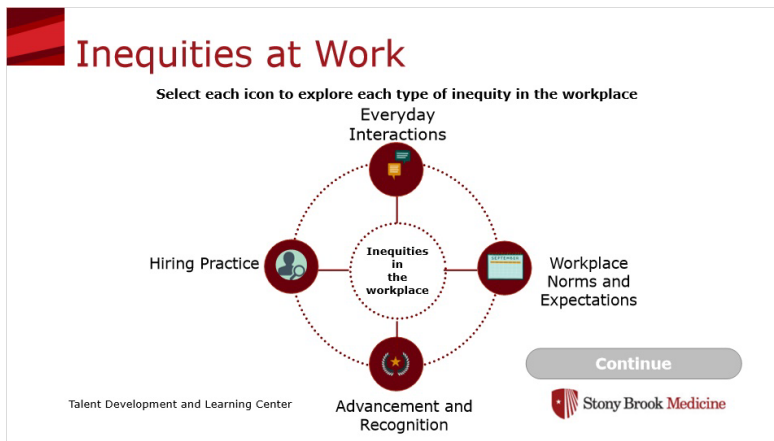 Inequities at Work
Select each icon to explore each type of inequity in the workplace
Everyday
Interactions
Hiring Practice
Inequities
in
the
workplace
SEPTEMBER
Workplace
Norms and
Expectations
Continue
Talent Development and Learning Center
Advancement and
Recognition
Stony Brook Medicine